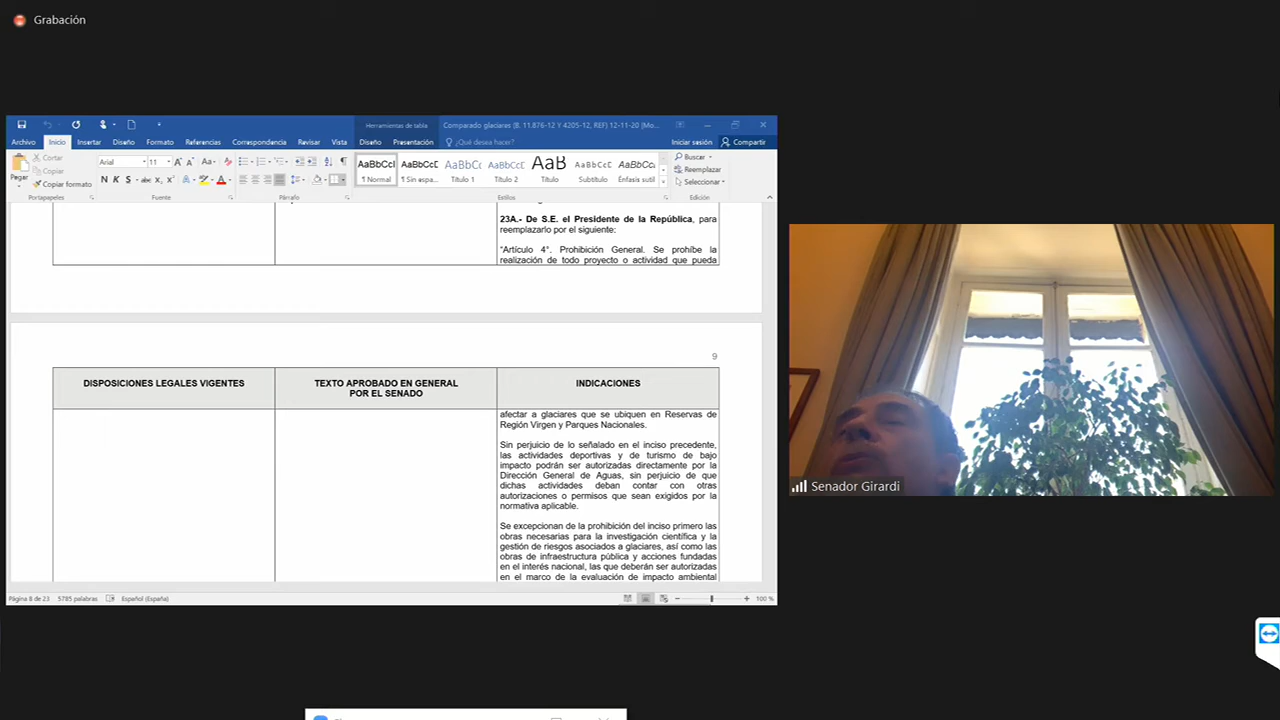 Grabación
Herramientas de tabla
Comparado glaciares (B. 11.876-12 Y 4205-12, REF) 12-11-20 (Mo...
Archivo Inicio Insertar Diseño Formato Referencias Correspondencia Revisar Vista Diseño Presentación ¿Qué desea hacer? Iniciar sesión Compartir
Pegar
Cortar
Copiar
Copiar formato
Portapapeles
Arial 11
N K S abc x₂ x²
Fuente
Párrafo
AaBbCcI AaBbCcD AaBbCc AaBbCcD AaB AaBbCcD AaBbCcI
¶ Normal ¶ Sin espa... Título 1 Título 2 Título Subtítulo Énfasis sutil
Estilos
Buscar
Reemplazar
Seleccionar
Edición
23A.- De S.E. el Presidente de la República, para
reemplazarlo por el siguiente:
"Artículo 4°. Prohibición General. Se prohíbe la
realización de todo proyecto o actividad que pueda
9
DISPOSICIONES LEGALES VIGENTES
TEXTO APROBADO EN GENERAL
POR EL SENADO
INDICACIONES
afectar a glaciares que se ubiquen en Reservas de
Región Virgen y Parques Nacionales.
Sin perjuicio de lo señalado en el inciso precedente,
las actividades deportivas y de turismo de bajo
impacto podrán ser autorizadas directamente por la
Dirección General de Aguas, sin perjuicio de que
dichas actividades deban contar con otras
autorizaciones o permisos que sean exigidos por la
normativa aplicable.
Se excepcionan de la prohibición del inciso primero las
obras necesarias para la investigación científica y la
gestión de riesgos asociados a glaciares, así como las
obras de infraestructura pública y acciones fundadas
en el interés nacional, las que deberán ser autorizadas
en el marco de la evaluación de impacto ambiental
Página 8 de 23 5785 palabras Español (España) 100 %
Senador Girardi